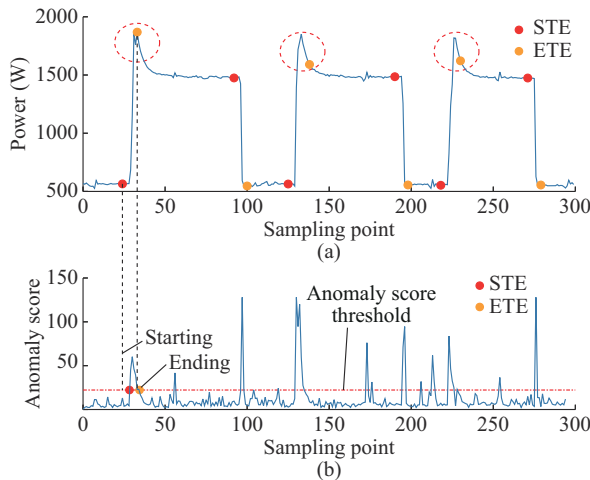 2000
STE
ETE
1500
Power (W)
1000
500
0 50 100 150 200 250 300
Sampling point
(a)
150
STE
Anomaly score threshold
ETE
100
Starting
Anomaly score
50
Ending
0 50 100 150 200 250 300
Sampling point
(b)